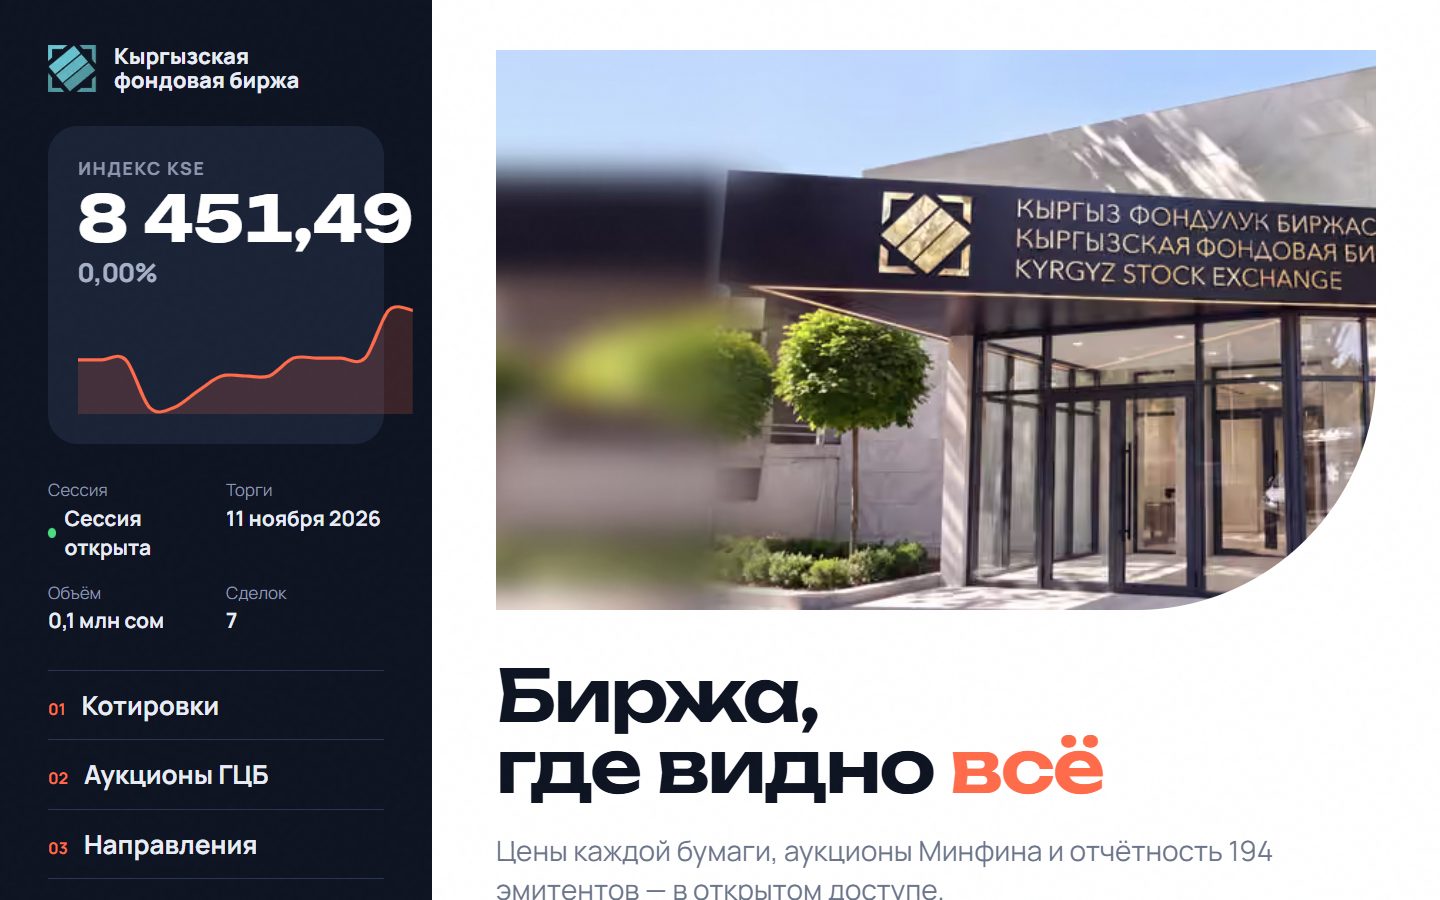 Кыргызская
фондовая биржа
ИНДЕКС KSE
8 451,49
0,00%
Сессия
Сессия
открыта
Торги
11 ноября 2026
Объём
0,1 млн сом
Сделок
7
01 Котировки
02 Аукционы ГЦБ
03 Направления
КЫРГЫЗ ФОНДУЛУК БИРЖАС
КЫРГЫЗСКАЯ ФОНДОВАЯ БИ
KYRGYZ STOCK EXCHANGE
Биржа,
где видно всё
Цены каждой бумаги, аукционы Минфина и отчётность 194
эмитентов — в открытом доступе.